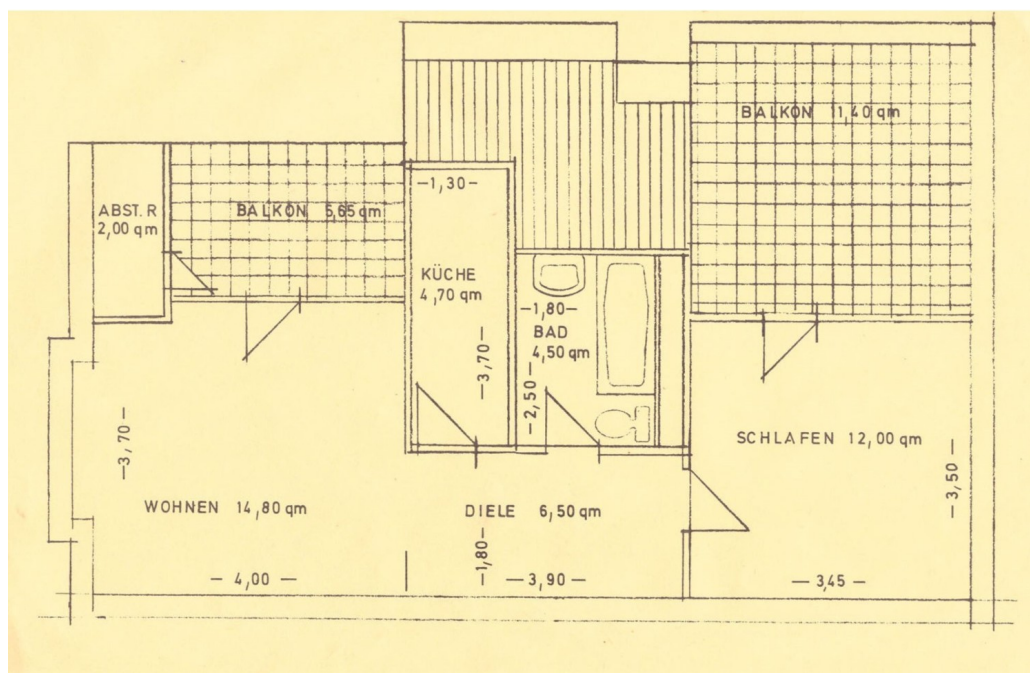 BALKON 11,40 qm
ABST. R
2,00 qm
BALKON 5,65 qm
–1,30–
KÜCHE
4,70 qm
–3,70–
–1,80–
BAD
4,50 qm
–2,50–
–3,70–
WOHNEN 14,80 qm
– 4,00 –
DIELE 6,50 qm
–1,80–
– 3,90 –
SCHLAFEN 12,00 qm
– 3,50 –
– 3,45 –